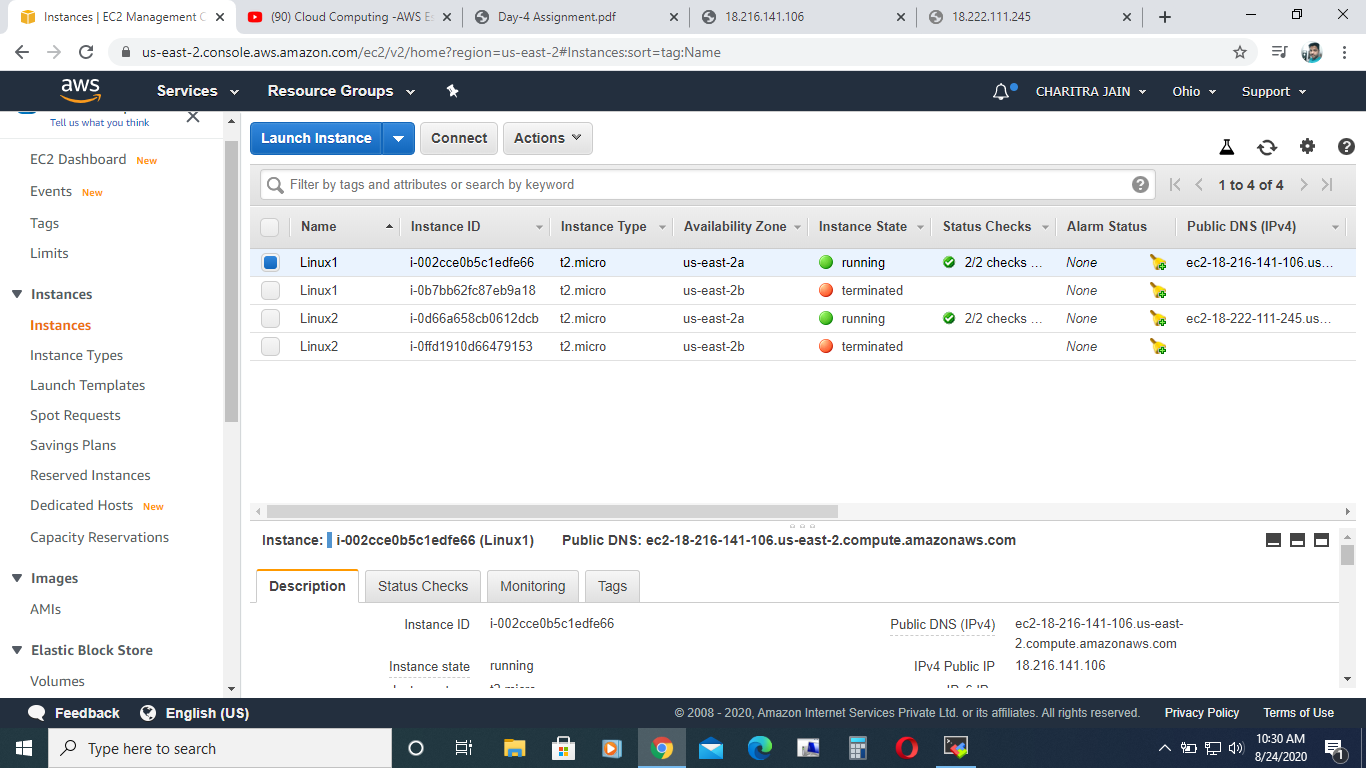 Instances | EC2 Management C
(90) Cloud Computing -AWS Es
Day-4 Assignment.pdf
18.216.141.106
18.222.111.245
us-east-2.console.aws.amazon.com/ec2/v2/home?region=us-east-2#Instances:sort=tag:Name
aws
Services
Resource Groups
CHARITRA JAIN
Ohio
Support
Tell us what you think
EC2 Dashboard New
Events New
Tags
Limits
Instances
Instances
Instance Types
Launch Templates
Spot Requests
Savings Plans
Reserved Instances
Dedicated Hosts New
Capacity Reservations
Images
AMIs
Elastic Block Store
Volumes
Launch Instance
Connect
Actions
Filter by tags and attributes or search by keyword
1 to 4 of 4
Name Instance ID Instance Type Availability Zone Instance State Status Checks Alarm Status Public DNS (IPv4)
Linux1 i-002cce0b5c1edfe66 t2.micro us-east-2a running 2/2 checks ... None ec2-18-216-141-106.us...
Linux1 i-0b7bb62fc87eb9a18 t2.micro us-east-2b terminated None
Linux2 i-0d66a658cb0612dcb t2.micro us-east-2a running 2/2 checks ... None ec2-18-222-111-245.us...
Linux2 i-0ffd1910d66479153 t2.micro us-east-2b terminated None
Instance: i-002cce0b5c1edfe66 (Linux1) Public DNS: ec2-18-216-141-106.us-east-2.compute.amazonaws.com
Description
Status Checks
Monitoring
Tags
Instance ID i-002cce0b5c1edfe66
Public DNS (IPv4) ec2-18-216-141-106.us-east-
2.compute.amazonaws.com
Instance state running
IPv4 Public IP 18.216.141.106
Feedback
English (US)
© 2008 - 2020, Amazon Internet Services Private Ltd. or its affiliates. All rights reserved.
Privacy Policy
Terms of Use
Type here to search
10:30 AM
8/24/2020
1